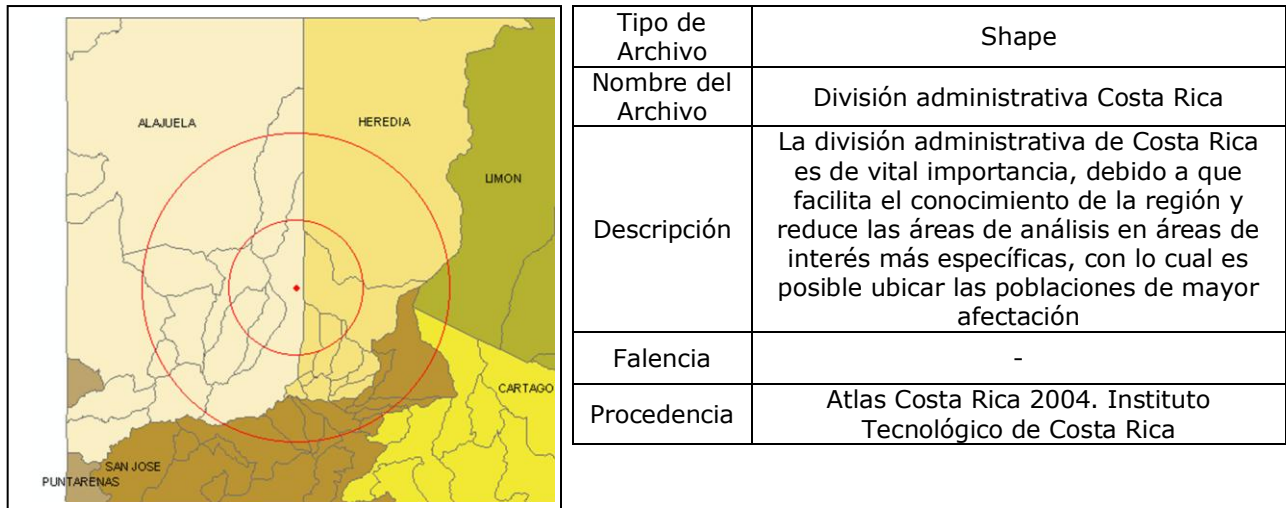 ALAJUELA
HEREDIA
LIMON
CARTAGO
SAN JOSE
PUNTARENAS
Tipo de
Archivo
Shape
Nombre del
Archivo
División administrativa Costa Rica
Descripción
La división administrativa de Costa Rica
es de vital importancia, debido a que
facilita el conocimiento de la región y
reduce las áreas de análisis en áreas de
interés más específicas, con lo cual es
posible ubicar las poblaciones de mayor
afectación
Falencia
-
Procedencia
Atlas Costa Rica 2004. Instituto
Tecnológico de Costa Rica